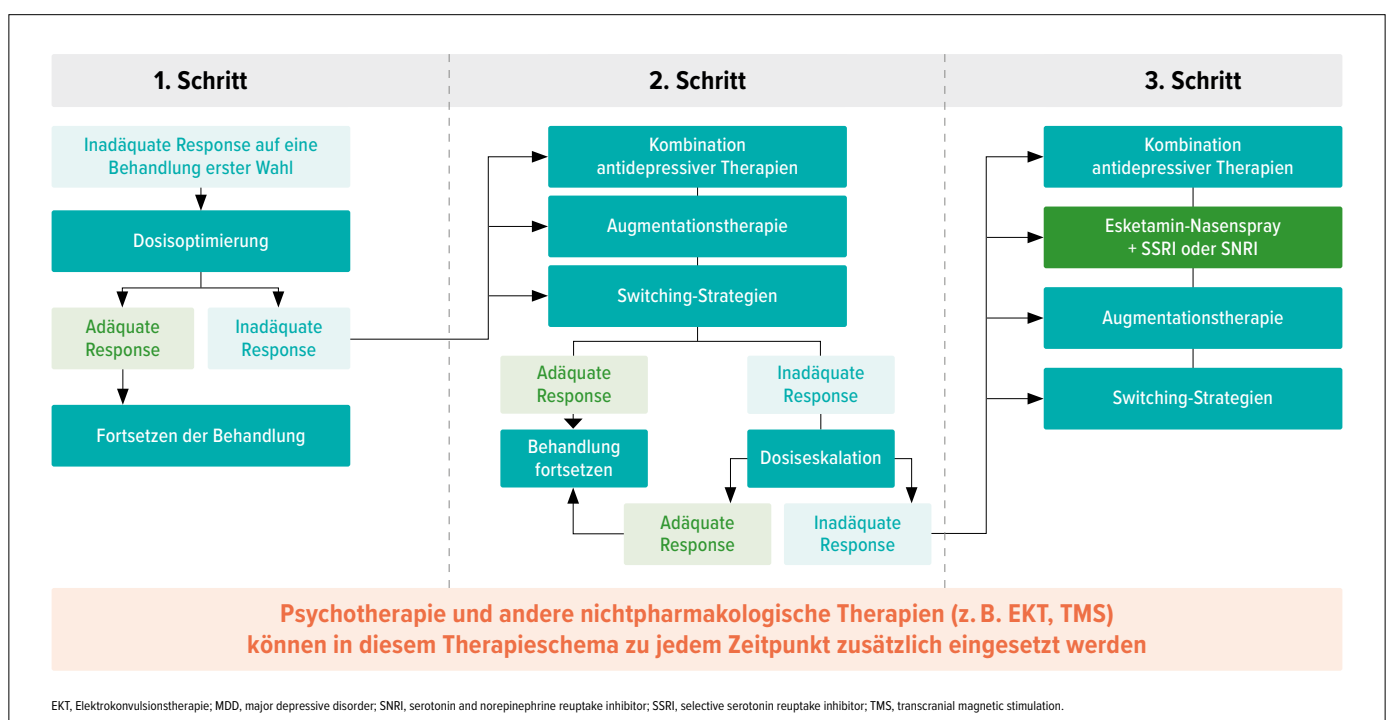 1. Schritt
2. Schritt
3. Schritt
Inadäquate Response auf eine
Behandlung erster Wahl
Dosisoptimierung
Adäquate
Response
Inadäquate
Response
Fortsetzen der Behandlung
Kombination
antidepressiver Therapien
Augmentationstherapie
Switching-Strategien
Adäquate
Response
Inadäquate
Response
Behandlung
fortsetzen
Dosiseskalation
Adäquate
Response
Inadäquate
Response
Kombination
antidepressiver Therapien
Esketamin-Nasenspray
+ SSRI oder SNRI
Augmentationstherapie
Switching-Strategien
Psychotherapie und andere nichtpharmakologische Therapien (z. B. EKT, TMS)
können in diesem Therapieschema zu jedem Zeitpunkt zusätzlich eingesetzt werden
EKT, Elektrokonvulsionstherapie; MDD, major depressive disorder; SNRI, serotonin and norepinephrine reuptake inhibitor; SSRI, selective serotonin reuptake inhibitor; TMS, transcranial magnetic stimulation.